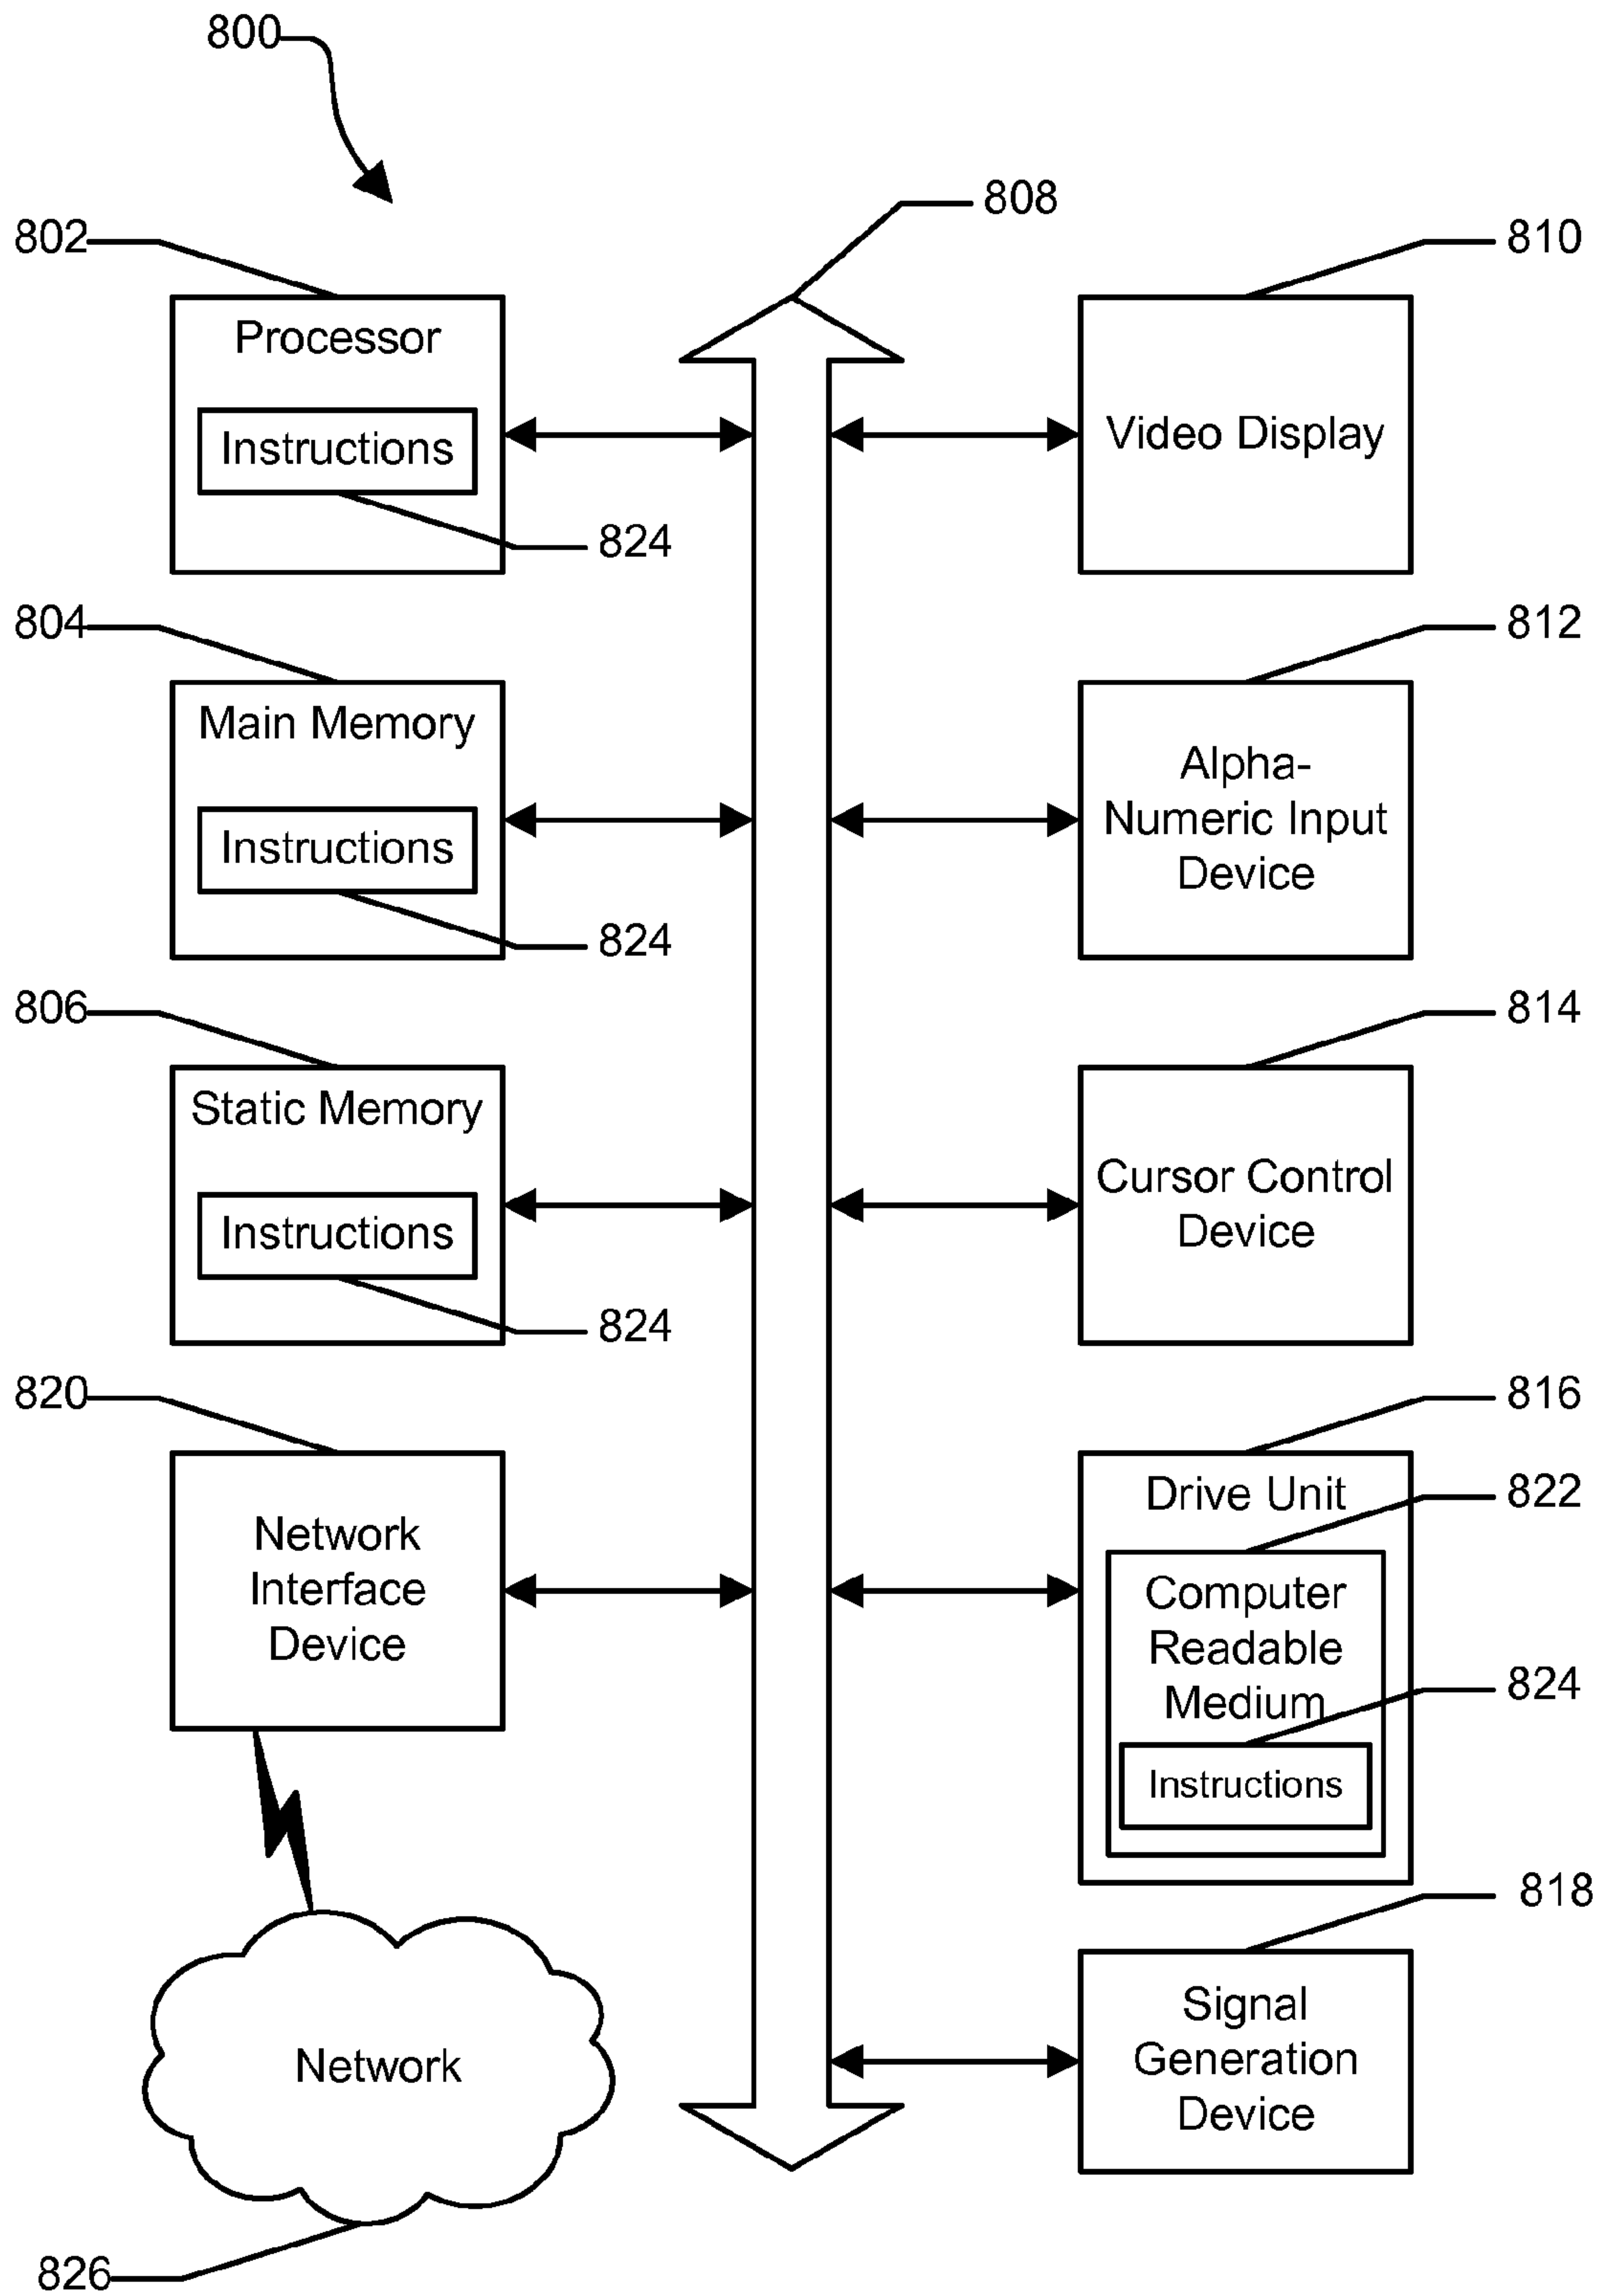 800
808
802
Processor
Instructions
824
810
Video Display
804
Main Memory
Instructions
824
812
Alpha-
Numeric Input
Device
806
Static Memory
Instructions
824
814
Cursor Control
Device
820
Network
Interface
Device
816
Drive Unit
822
Computer
Readable
Medium
824
Instructions
Network
826
818
Signal
Generation
Device